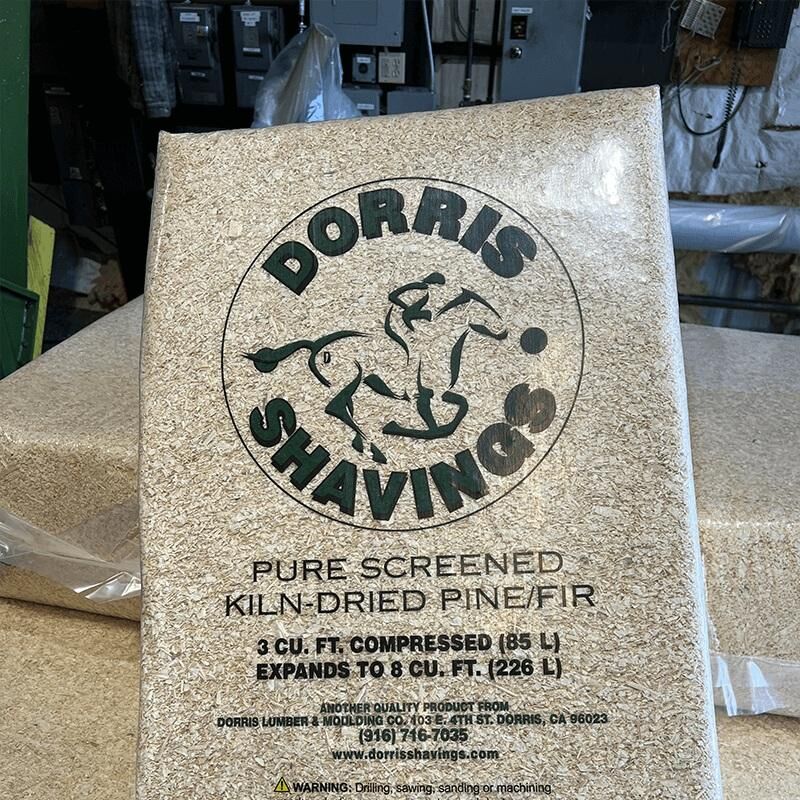 DORRIS
SHAVINGS
PURE SCREENED
KILN-DRIED PINE/FIR
3 CU. FT. COMPRESSED (85 L)
EXPANDS TO 8 CU. FT. (226 L)
ANOTHER QUALITY PRODUCT FROM
DORRIS LUMBER & MOULDING CO. 403 E. 4TH ST. DORRIS, CA 96023
(916) 716-7035
www.dorrisshavings.com
WARNING: Drilling, sawing, sanding or machining